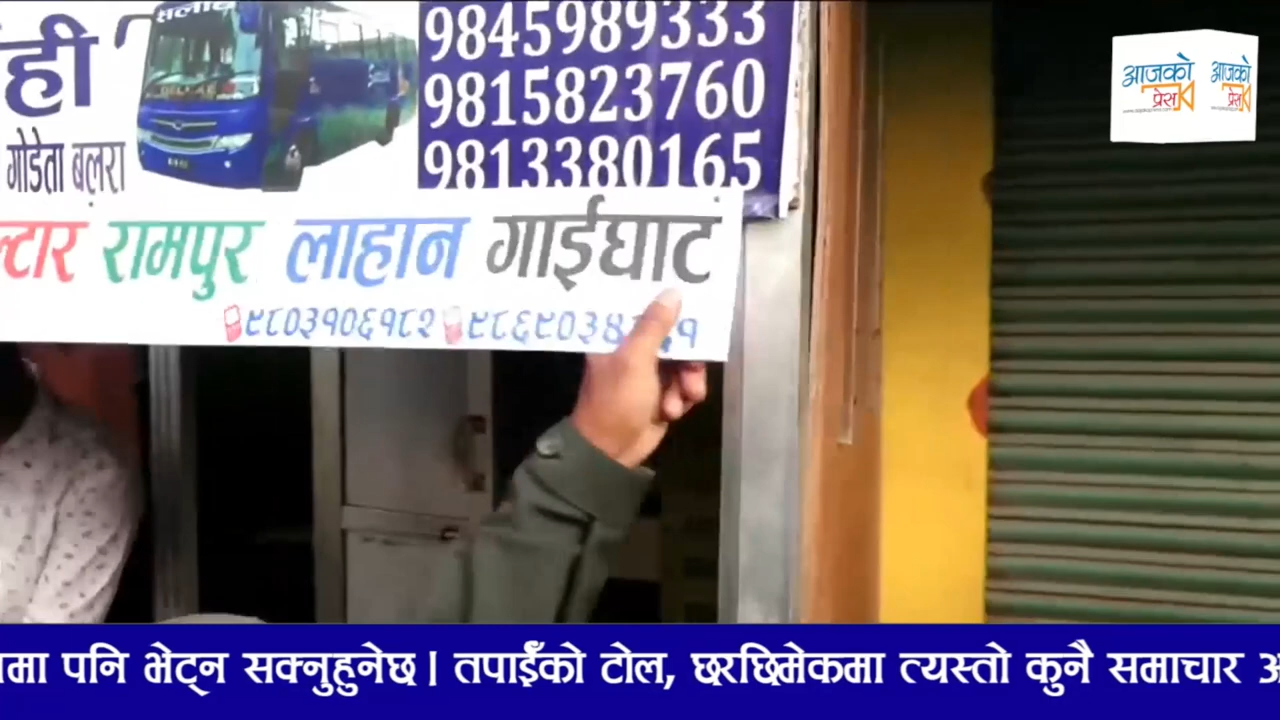 9845989333
ही
9815823760
गोडेता बलरा
9813380165
रामपुर लाहान गाईघाट
९८०३१०६१८२
आजको प्रेस
आजको प्रेस
पनि भेट्न सक्नुहुनेछ। तपाईँको टोल, छरछिमेकमा त्यस्तो कुनै समाचार